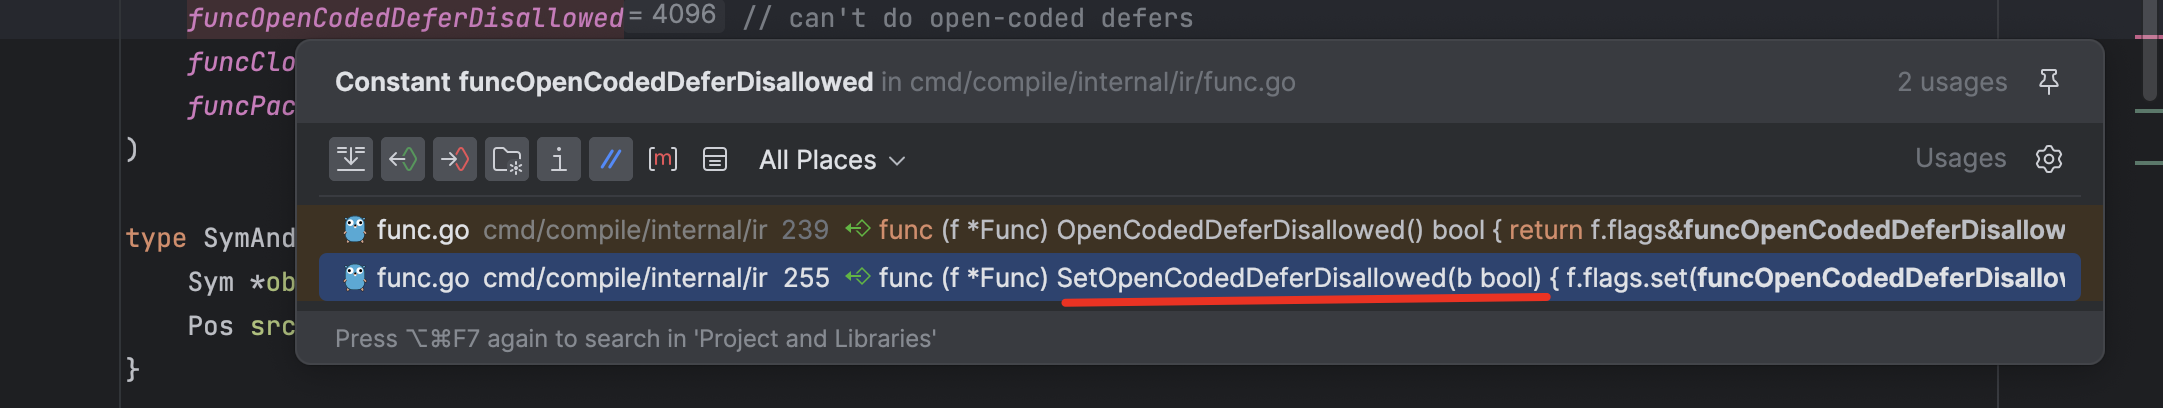 funcOpenCodedDeferDisallowed = 4096 // can't do open-coded defers
funcClo
Constant funcOpenCodedDeferDisallowed in cmd/compile/internal/ir/func.go 2 usages
funcPac
)
[m] All Places Usages
type SymAnd
func.go cmd/compile/internal/ir 239 func (f *Func) OpenCodedDeferDisallowed() bool { return f.flags&funcOpenCodedDeferDisallow
Sym *ob
func.go cmd/compile/internal/ir 255 func (f *Func) SetOpenCodedDeferDisallowed(b bool) { f.flags.set(funcOpenCodedDeferDisallov
Pos src
Press ⌥⌘F7 again to search in 'Project and Libraries'
}